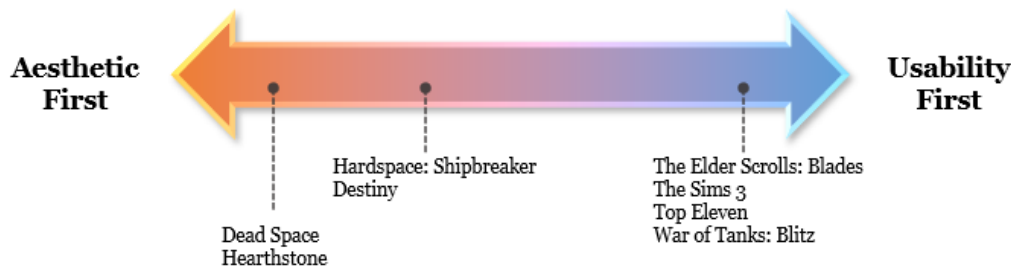 Aesthetic
First
Usability
First
Hardspace: Shipbreaker
Destiny
The Elder Scrolls: Blades
The Sims 3
Top Eleven
War of Tanks: Blitz
Dead Space
Hearthstone